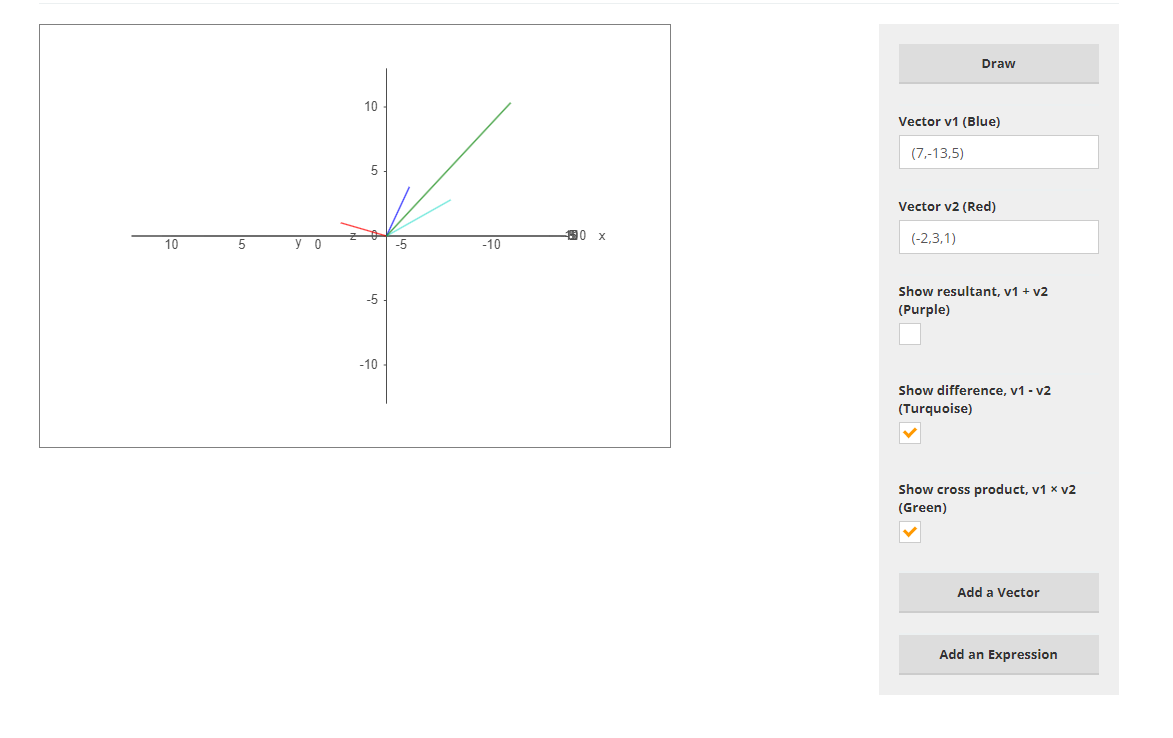 10
5
10
5
y
0
z
0
-5
-10
x
-5
-10
Draw
Vector v1 (Blue)
(7,-13,5)
Vector v2 (Red)
(-2,3,1)
Show resultant, v1 + v2
(Purple)
Show difference, v1 - v2
(Turquoise)
Show cross product, v1 × v2
(Green)
Add a Vector
Add an Expression